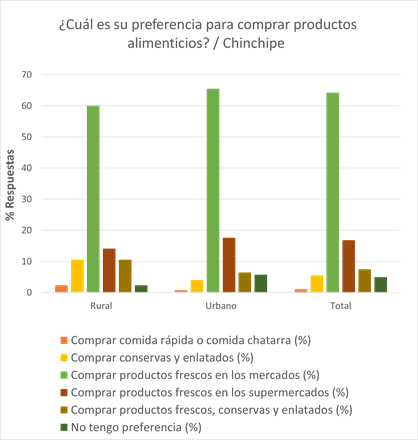 ¿Cuál es su preferencia para comprar productos
alimenticios? / Chinchipe
70
60
50
40
30
20
10
0
% Respuestas
Rural
Urbano
Total
Comprar comida rápida o comida chatarra (%)
Comprar conservas y enlatados (%)
Comprar productos frescos en los mercados (%)
Comprar productos frescos en los supermercados (%)
Comprar productos frescos, conservas y enlatados (%)
No tengo preferencia (%)